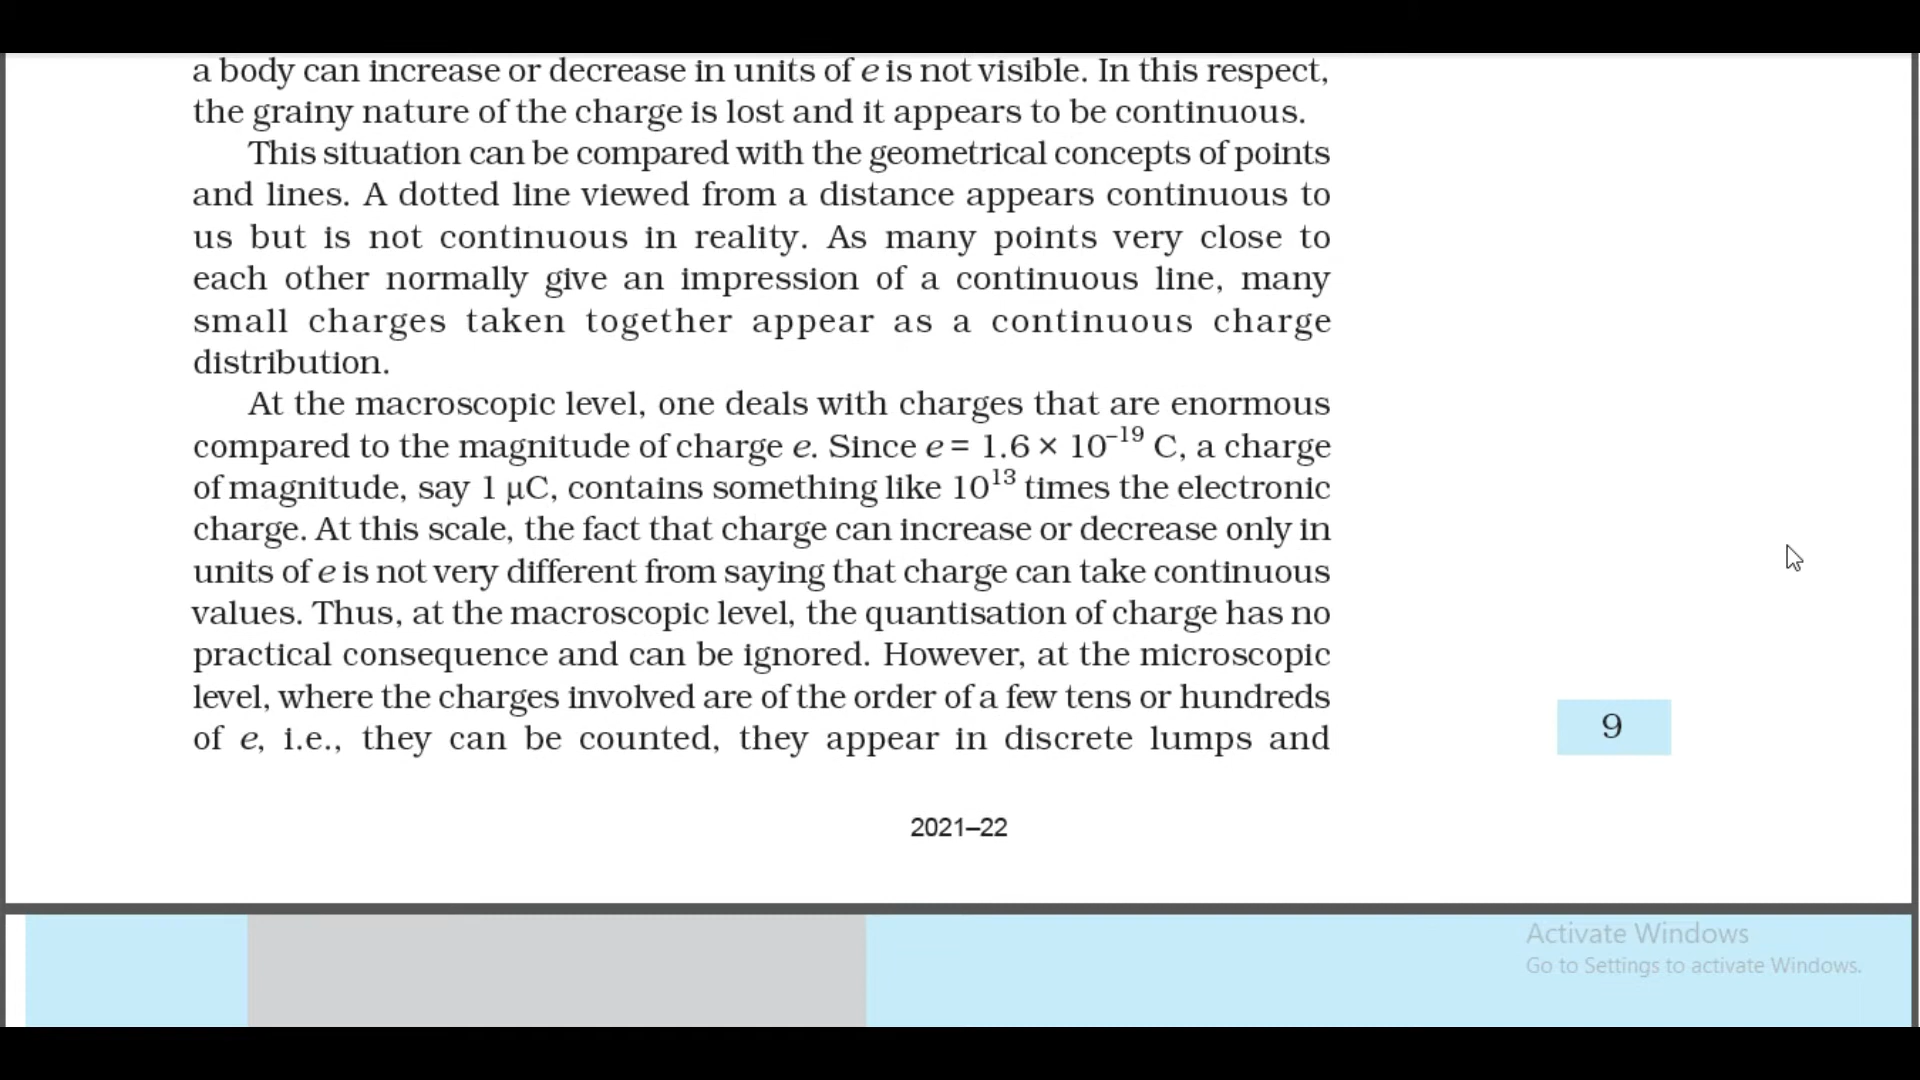 a body can increase or decrease in units of e is not visible. In this respect,
the grainy nature of the charge is lost and it appears to be continuous.
This situation can be compared with the geometrical concepts of points
and lines. A dotted line viewed from a distance appears continuous to
us but is not continuous in reality. As many points very close to
each other normally give an impression of a continuous line, many
small charges taken together appear as a continuous charge
distribution.
At the macroscopic level, one deals with charges that are enormous
compared to the magnitude of charge e. Since e = 1.6 × 10⁻¹⁹ C, a charge
of magnitude, say 1 μC, contains something like 10¹³ times the electronic
charge. At this scale, the fact that charge can increase or decrease only in
units of e is not very different from saying that charge can take continuous
values. Thus, at the macroscopic level, the quantisation of charge has no
practical consequence and can be ignored. However, at the microscopic
level, where the charges involved are of the order of a few tens or hundreds
of e, i.e., they can be counted, they appear in discrete lumps and
9
2021–22
Activate Windows
Go to Settings to activate Windows.